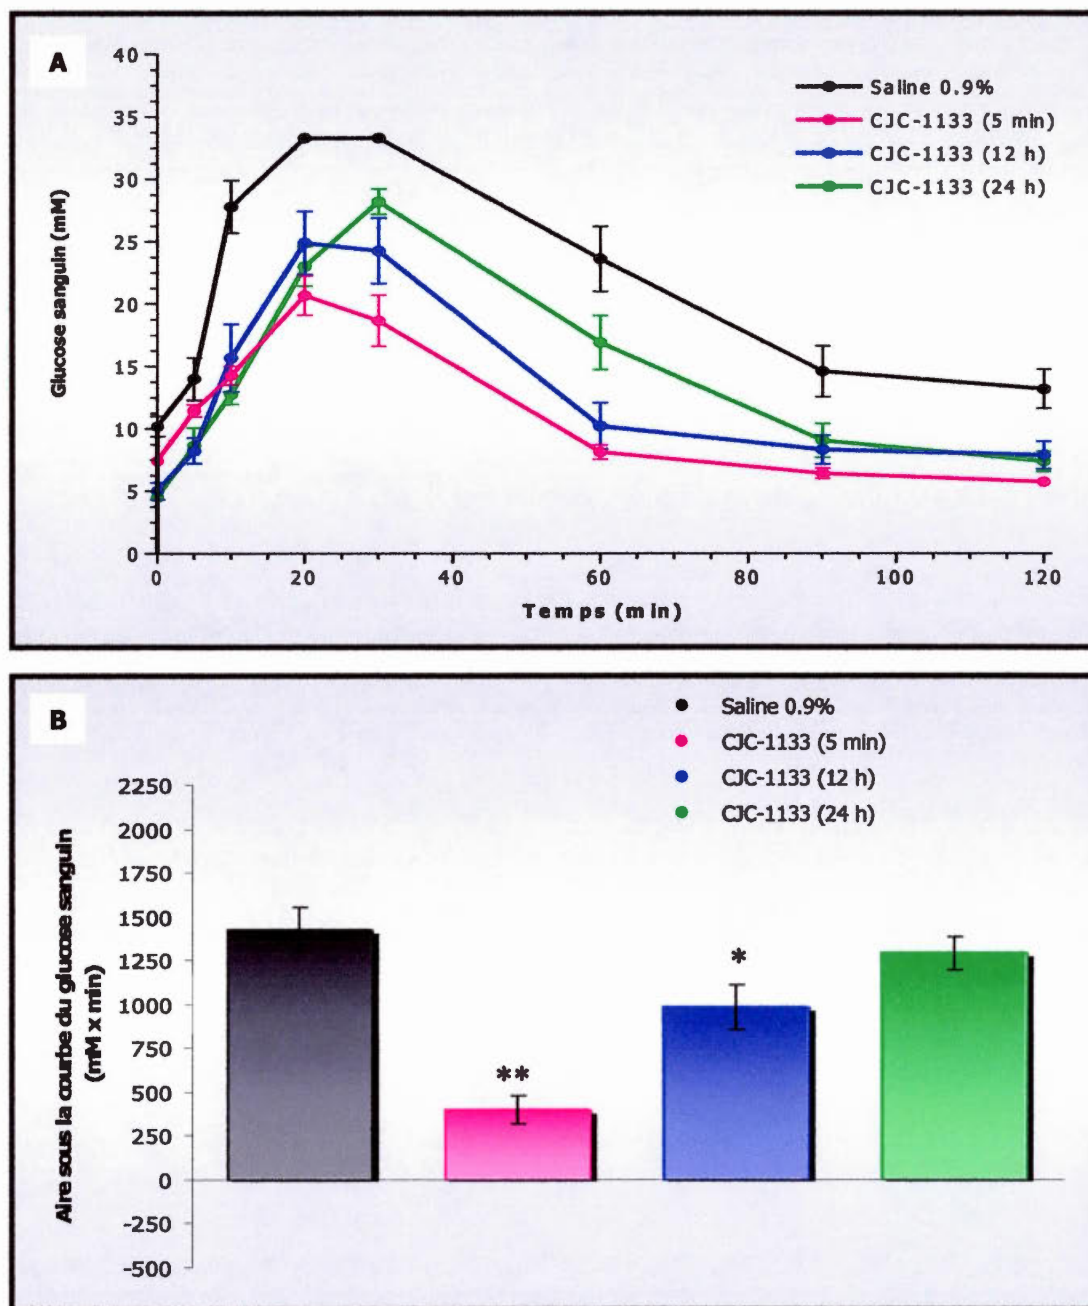 A
Saline 0.9%
CJC-1133 (5 min)
CJC-1133 (12 h)
CJC-1133 (24 h)
Glucose sanguin (mM)
40
35
30
25
20
15
10
5
0
0 20 40 60 80 100 120
Temps (min)
B
Saline 0.9%
CJC-1133 (5 min)
CJC-1133 (12 h)
CJC-1133 (24 h)
Aire sous la courbe du glucose sanguin
(mM x min)
2250
2000
1750
1500
1250
1000
750
500
250
0
-250
-500
**
*